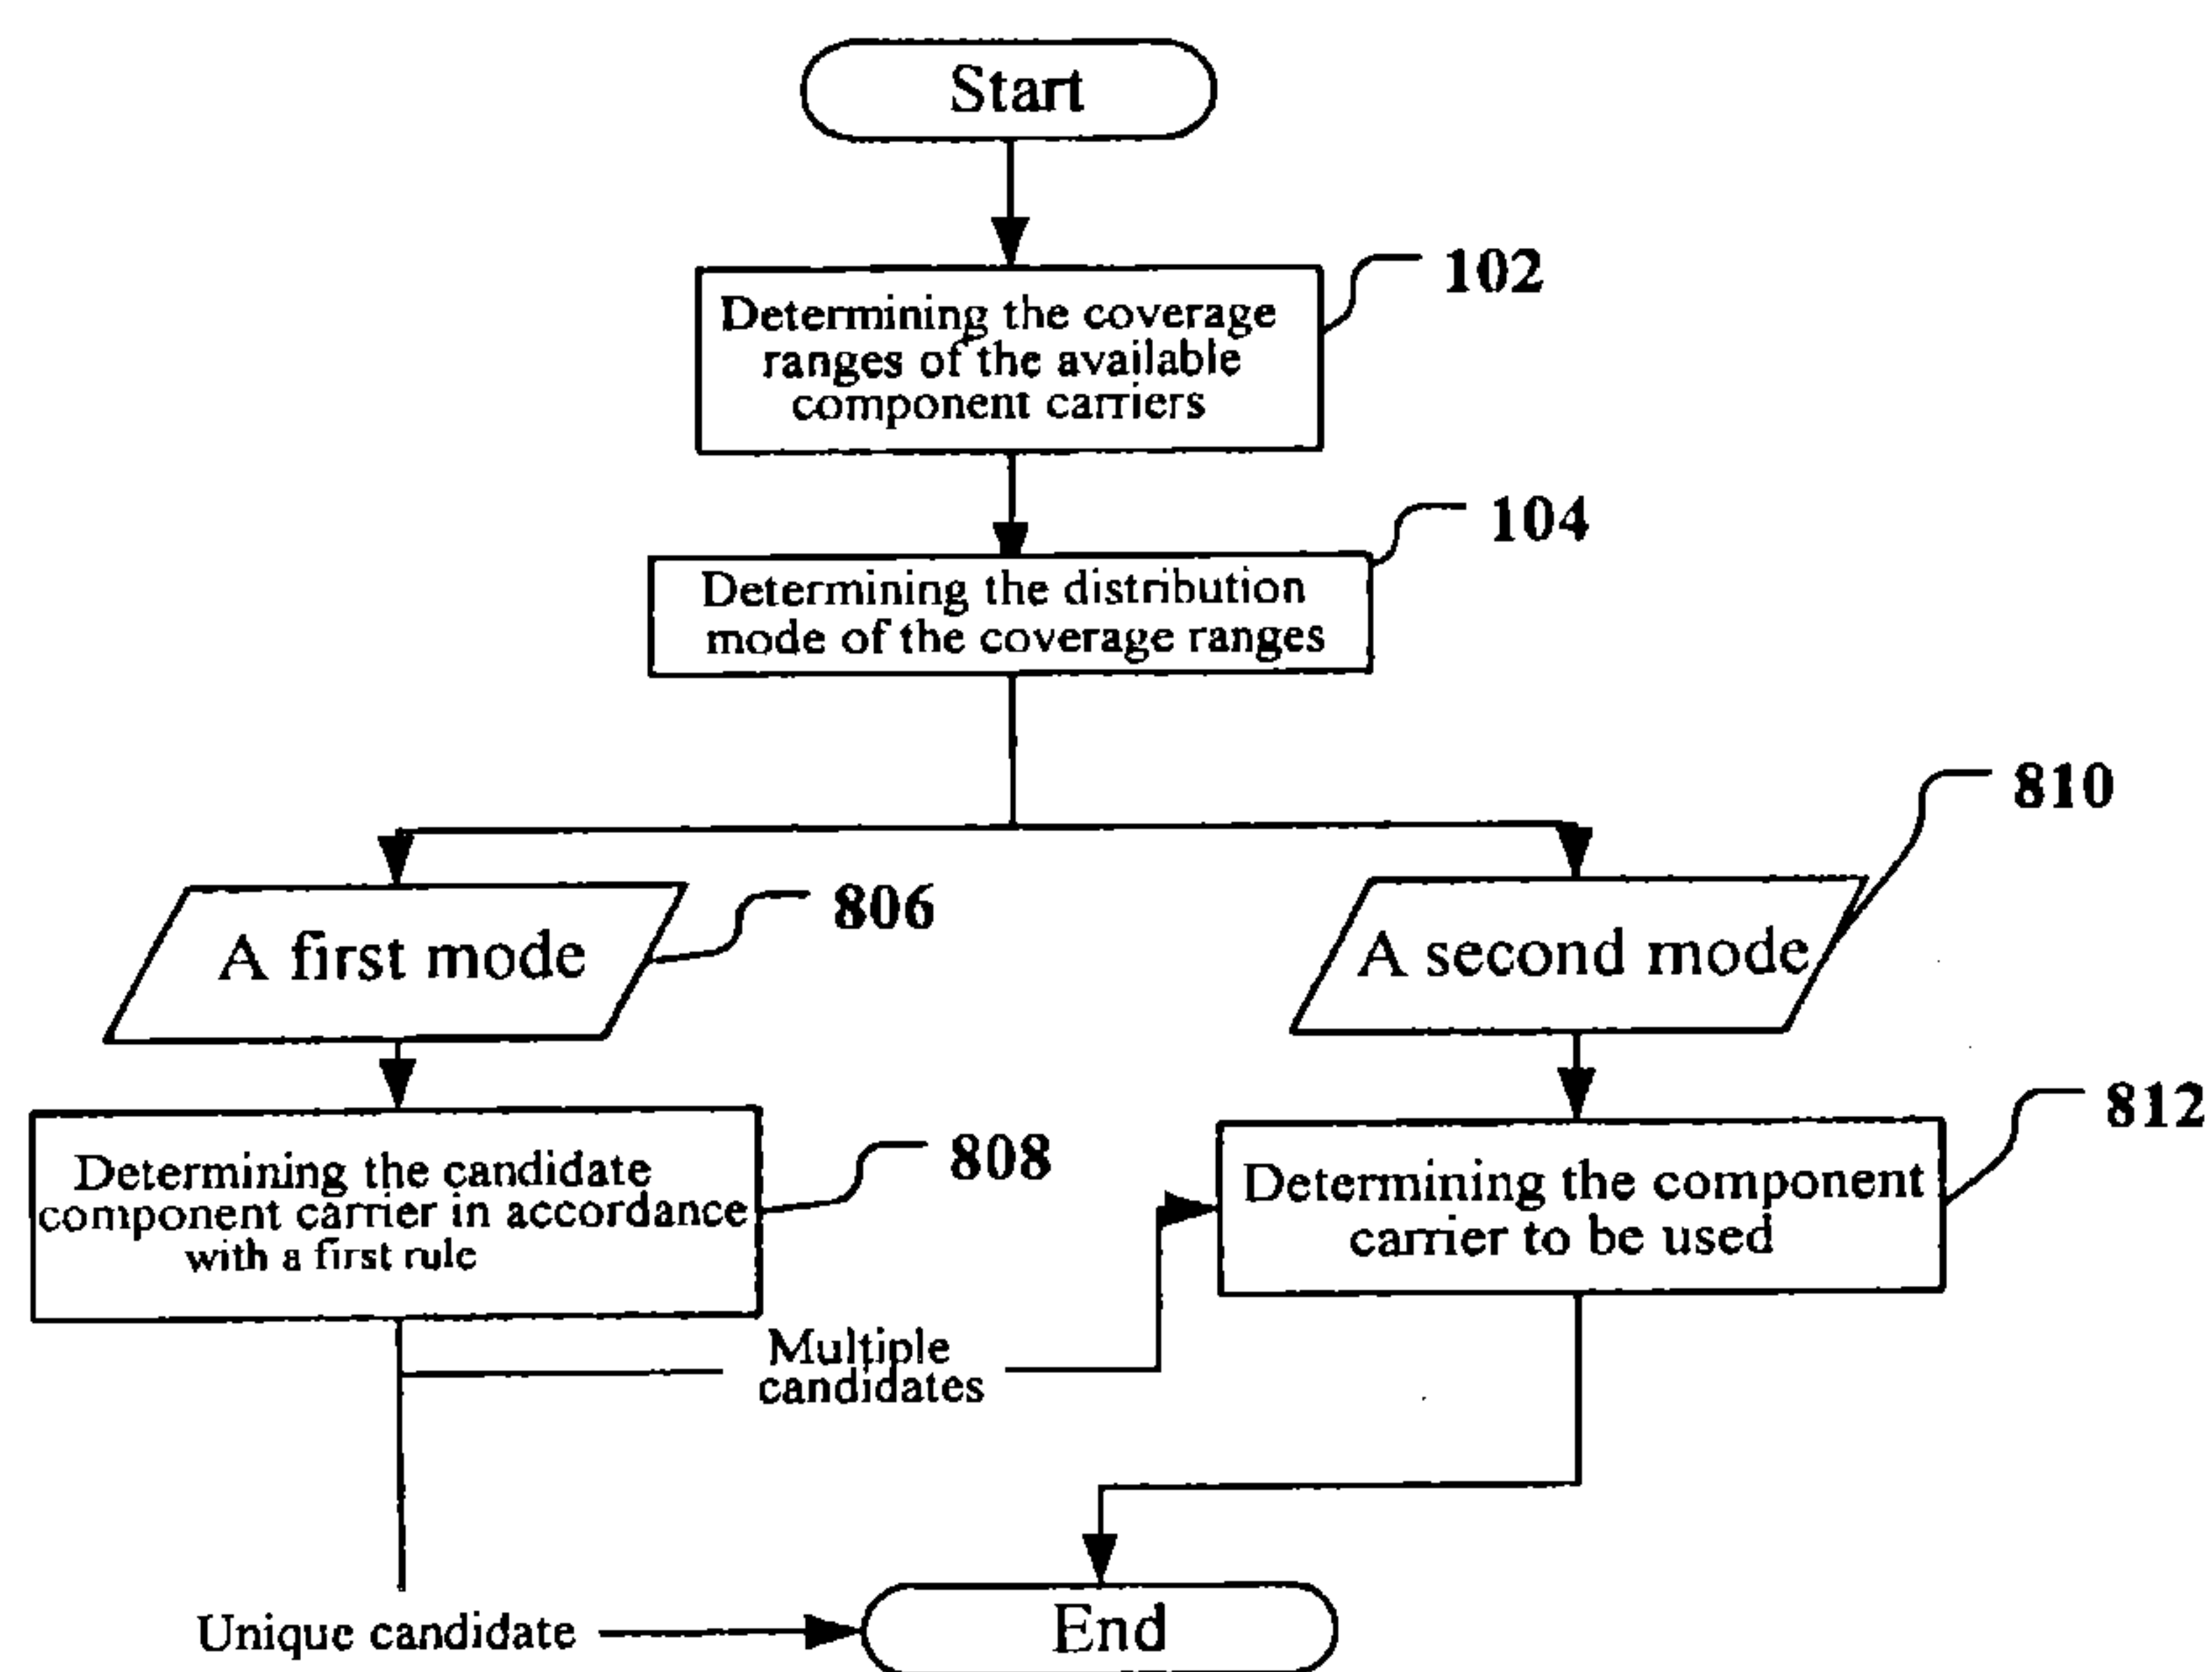 Start
Determining the coverage
ranges of the available
component carriers
102
Determining the distribution
mode of the coverage ranges
104
A first mode
806
A second mode
810
Determining the candidate
component carrier in accordance
with a first rule
808
Determining the component
carrier to be used
812
Multiple
candidates
Unique candidate
End